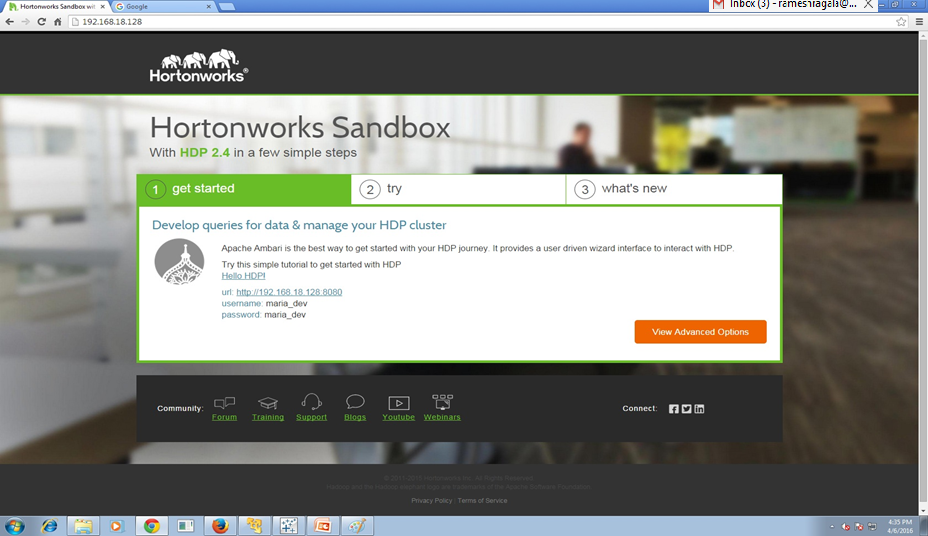 Hortonworks Sandbox wit
Google
Inbox (3) - rameshragala@...
192.168.18.128
Hortonworks®
Hortonworks Sandbox
With HDP 2.4 in a few simple steps
1 get started
2 try
3 what's new
Develop queries for data & manage your HDP cluster
Apache Ambari is the best way to get started with your HDP journey. It provides a user driven wizard interface to interact with HDP.
Try this simple tutorial to get started with HDP
Hello HDP!
url: http://192.168.18.128:8080
username: maria_dev
password: maria_dev
View Advanced Options
Community:
Forum
Training
Support
Blogs
Youtube
Webinars
Connect:
Hortonworks Inc. All Rights Reserved.
Privacy Policy | Terms of Service
4:35 PM
4/6/2016